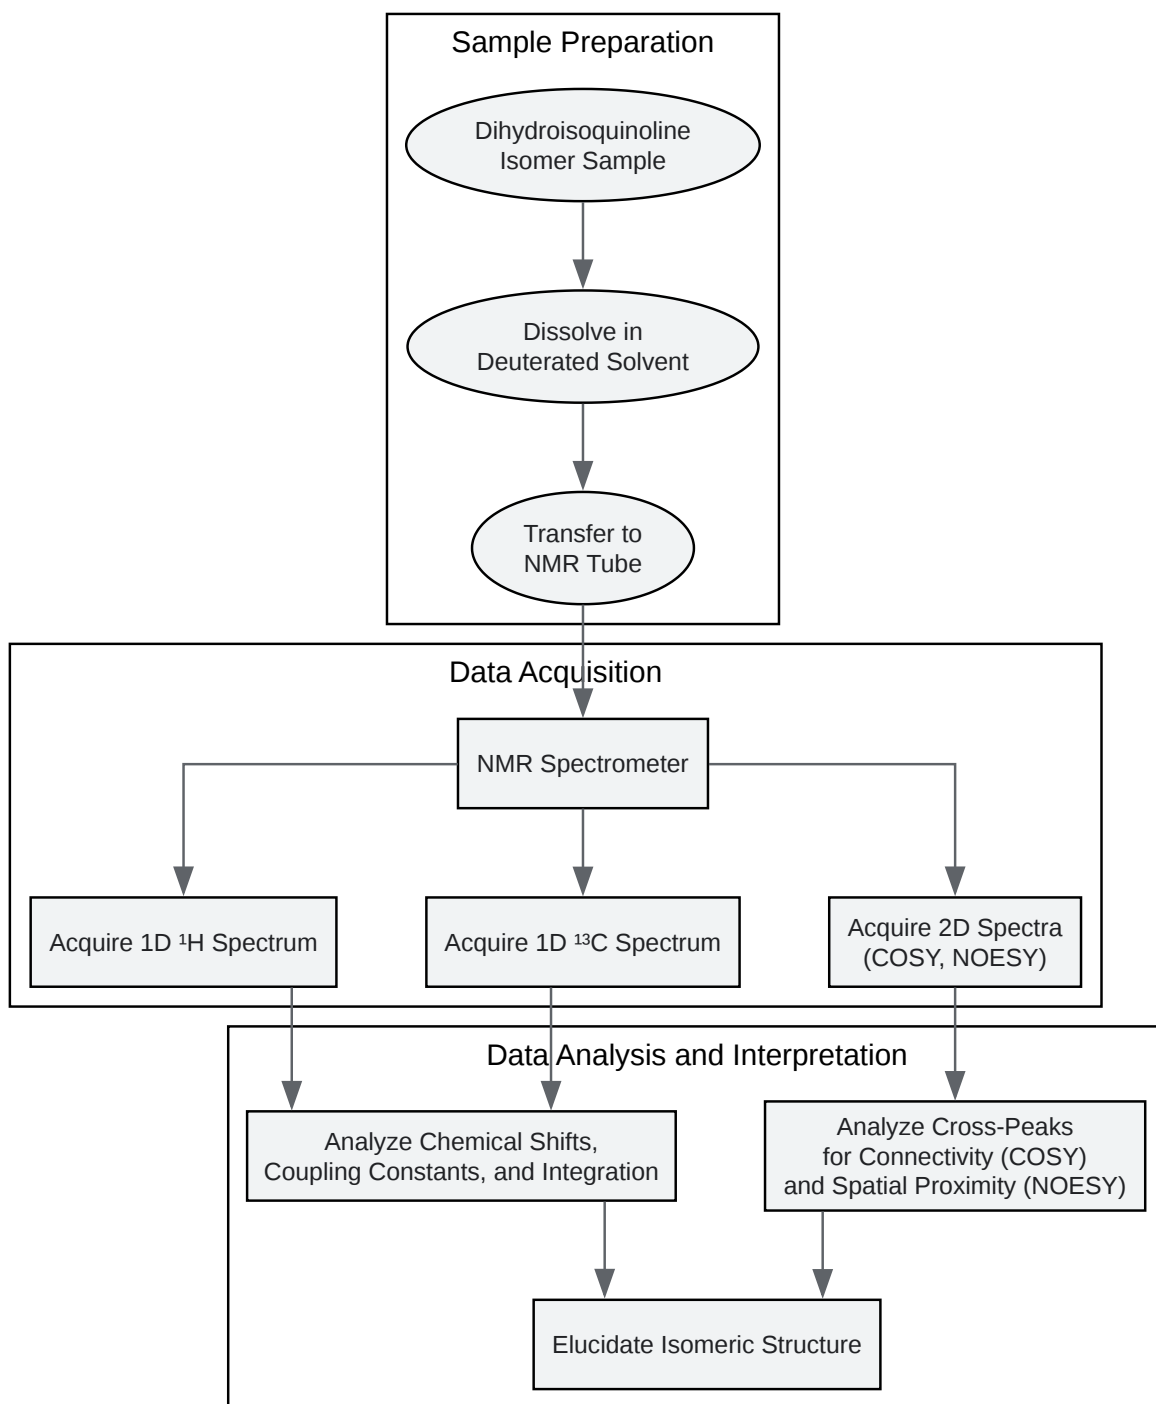 Sample Preparation
Dihydroisoquinoline
Isomer Sample
Dissolve in
Deuterated Solvent
Transfer to
NMR Tube
Data Acquisition
NMR Spectrometer
Acquire 1D ¹H Spectrum
Acquire 1D ¹³C Spectrum
Acquire 2D Spectra
(COSY, NOESY)
Data Analysis and Interpretation
Analyze Chemical Shifts,
Coupling Constants, and Integration
Analyze Cross-Peaks
for Connectivity (COSY)
and Spatial Proximity (NOESY)
Elucidate Isomeric Structure